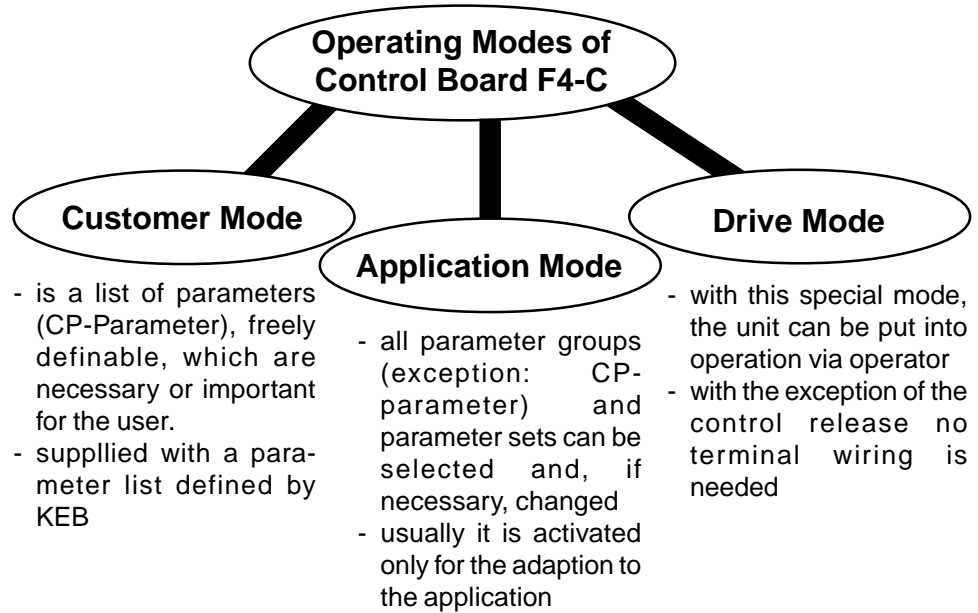 Operating Modes of
Control Board F4-C
Customer Mode
- is a list of parameters
(CP-Parameter), freely
definable, which are
necessary or important
for the user.
- suppllied with a para-
meter list defined by
KEB
Application Mode
- all parameter groups
(exception: CP-
parameter) and
parameter sets can be
selected and, if
necessary, changed
- usually it is activated
only for the adaption to
the application
Drive Mode
- with this special mode,
the unit can be put into
operation via operator
- with the exception of the
control release no
terminal wiring is
needed